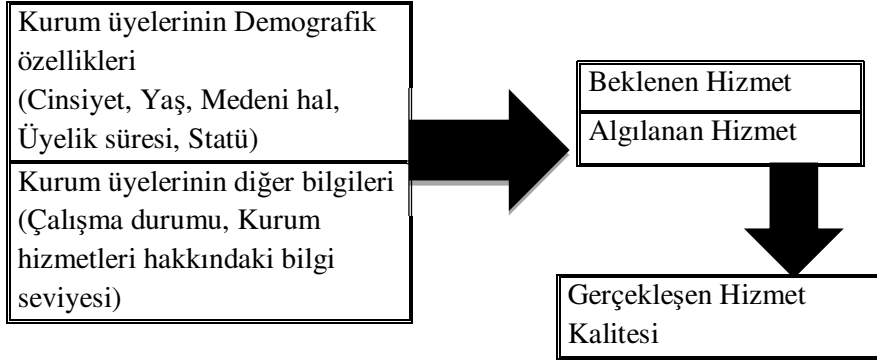 Kurum üyelerinin Demografik
özellikleri
(Cinsiyet, Yaş, Medeni hal,
Üyelik süresi, Statü)
Kurum üyelerinin diğer bilgileri
(Çalışma durumu, Kurum
hizmetleri hakkındaki bilgi
seviyesi)
Beklenen Hizmet
Algılanan Hizmet
Gerçekleşen Hizmet
Kalitesi